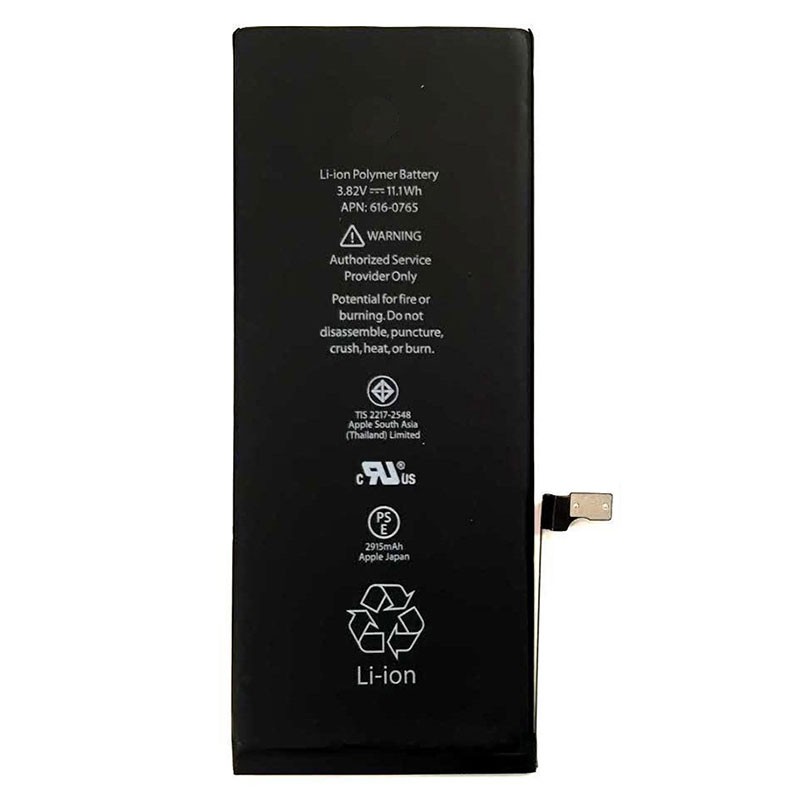 Li-ion Polymer Battery
3.82V ⎓ 11.1Wh
APN: 616-0765
WARNING
Authorized Service
Provider Only
Potential for fire or
burning. Do not
disassemble, puncture,
crush, heat, or burn.
TIS 2217-2548
Apple South Asia
(Thailand) Limited
c RU® US
PS
E
2915mAh
Apple Japan
Li-ion